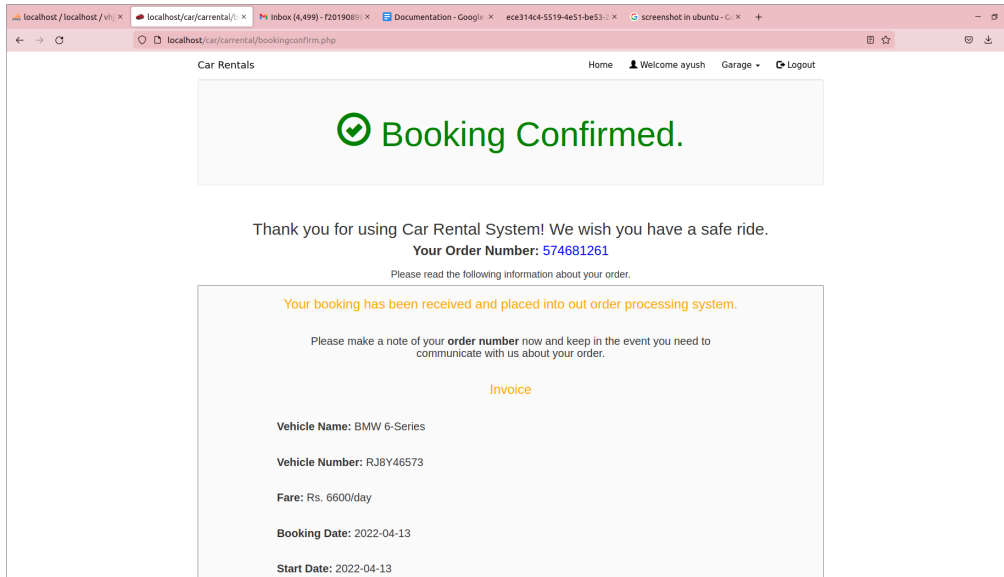 localhost / localhost / vhj
localhost/car/carrental/b
Inbox (4,499) - f2019089
Documentation - Google
ece314c4-5519-4e51-be53-2
screenshot in ubuntu - G
localhost/car/carrental/bookingconfirm.php
Car Rentals Home Welcome ayush Garage Logout
Booking Confirmed.
Thank you for using Car Rental System! We wish you have a safe ride.
Your Order Number: 574681261
Please read the following information about your order.
Your booking has been received and placed into out order processing system.
Please make a note of your order number now and keep in the event you need to
communicate with us about your order.
Invoice
Vehicle Name: BMW 6-Series
Vehicle Number: RJ8Y46573
Fare: Rs. 6600/day
Booking Date: 2022-04-13
Start Date: 2022-04-13